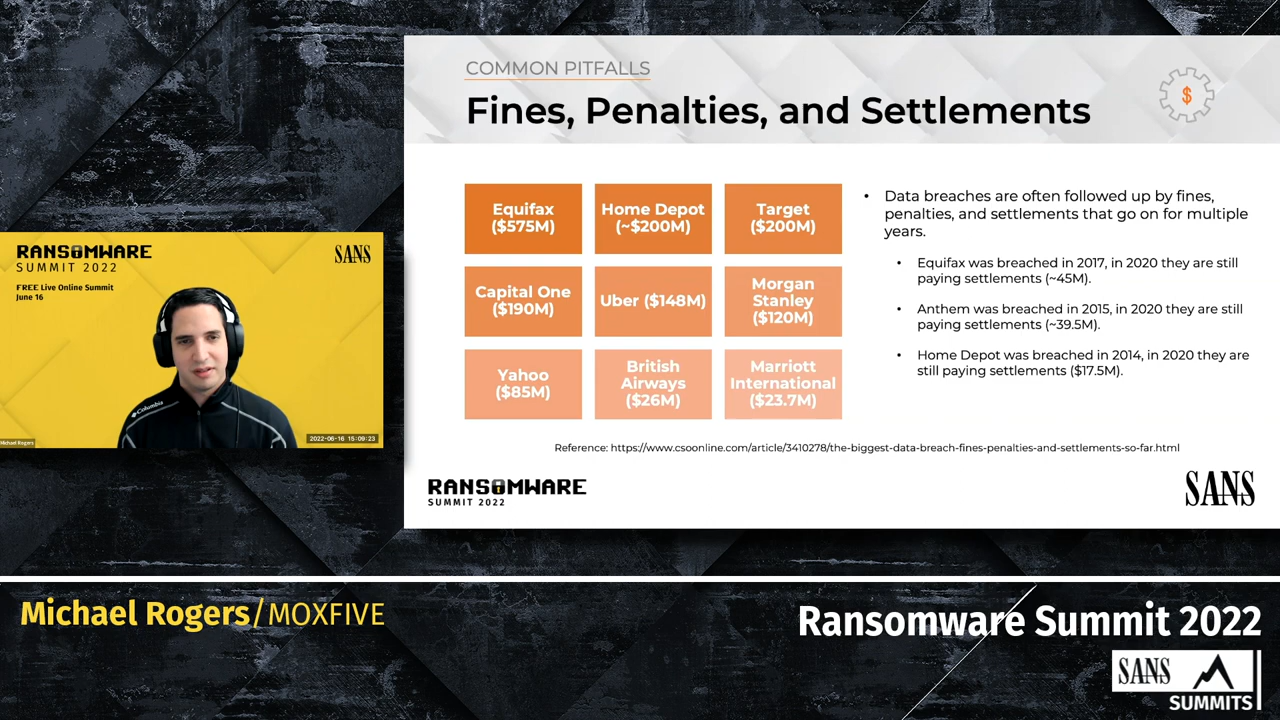 COMMON PITFALLS
Fines, Penalties, and Settlements
$
Equifax
($575M)
Home Depot
(~$200M)
Target
($200M)
Capital One
($190M)
Uber ($148M)
Morgan
Stanley
($120M)
Yahoo
($85M)
British
Airways
($26M)
Marriott
International
($23.7M)
• Data breaches are often followed up by fines,
penalties, and settlements that go on for multiple
years.
• Equifax was breached in 2017, in 2020 they are still
paying settlements (~45M).
• Anthem was breached in 2015, in 2020 they are still
paying settlements (~39.5M).
• Home Depot was breached in 2014, in 2020 they are
still paying settlements ($17.5M).
Reference: https://www.csoonline.com/article/3410278/the-biggest-data-breach-fines-penalties-and-settlements-so-far.html
RANSOMWARE
SUMMIT 2022
SANS
RANSOMWARE
SUMMIT 2022
SANS
FREE Live Online Summit
June 16
Columbia
Michael Rogers
2022-06-16 15:09:23
Michael Rogers/MOXFIVE
Ransomware Summit 2022
SANS
SUMMITS